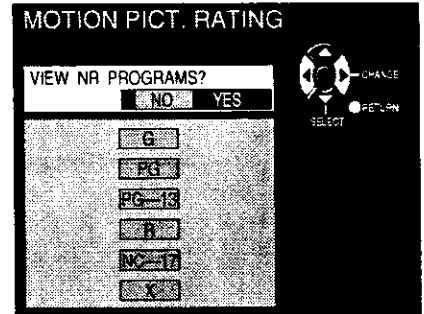 MOTION PICT. RATING
VIEW NR PROGRAMS?
NO YES
G
PG
PG-13
R
NC-17
X
CHANGE
RETURN
SELECT